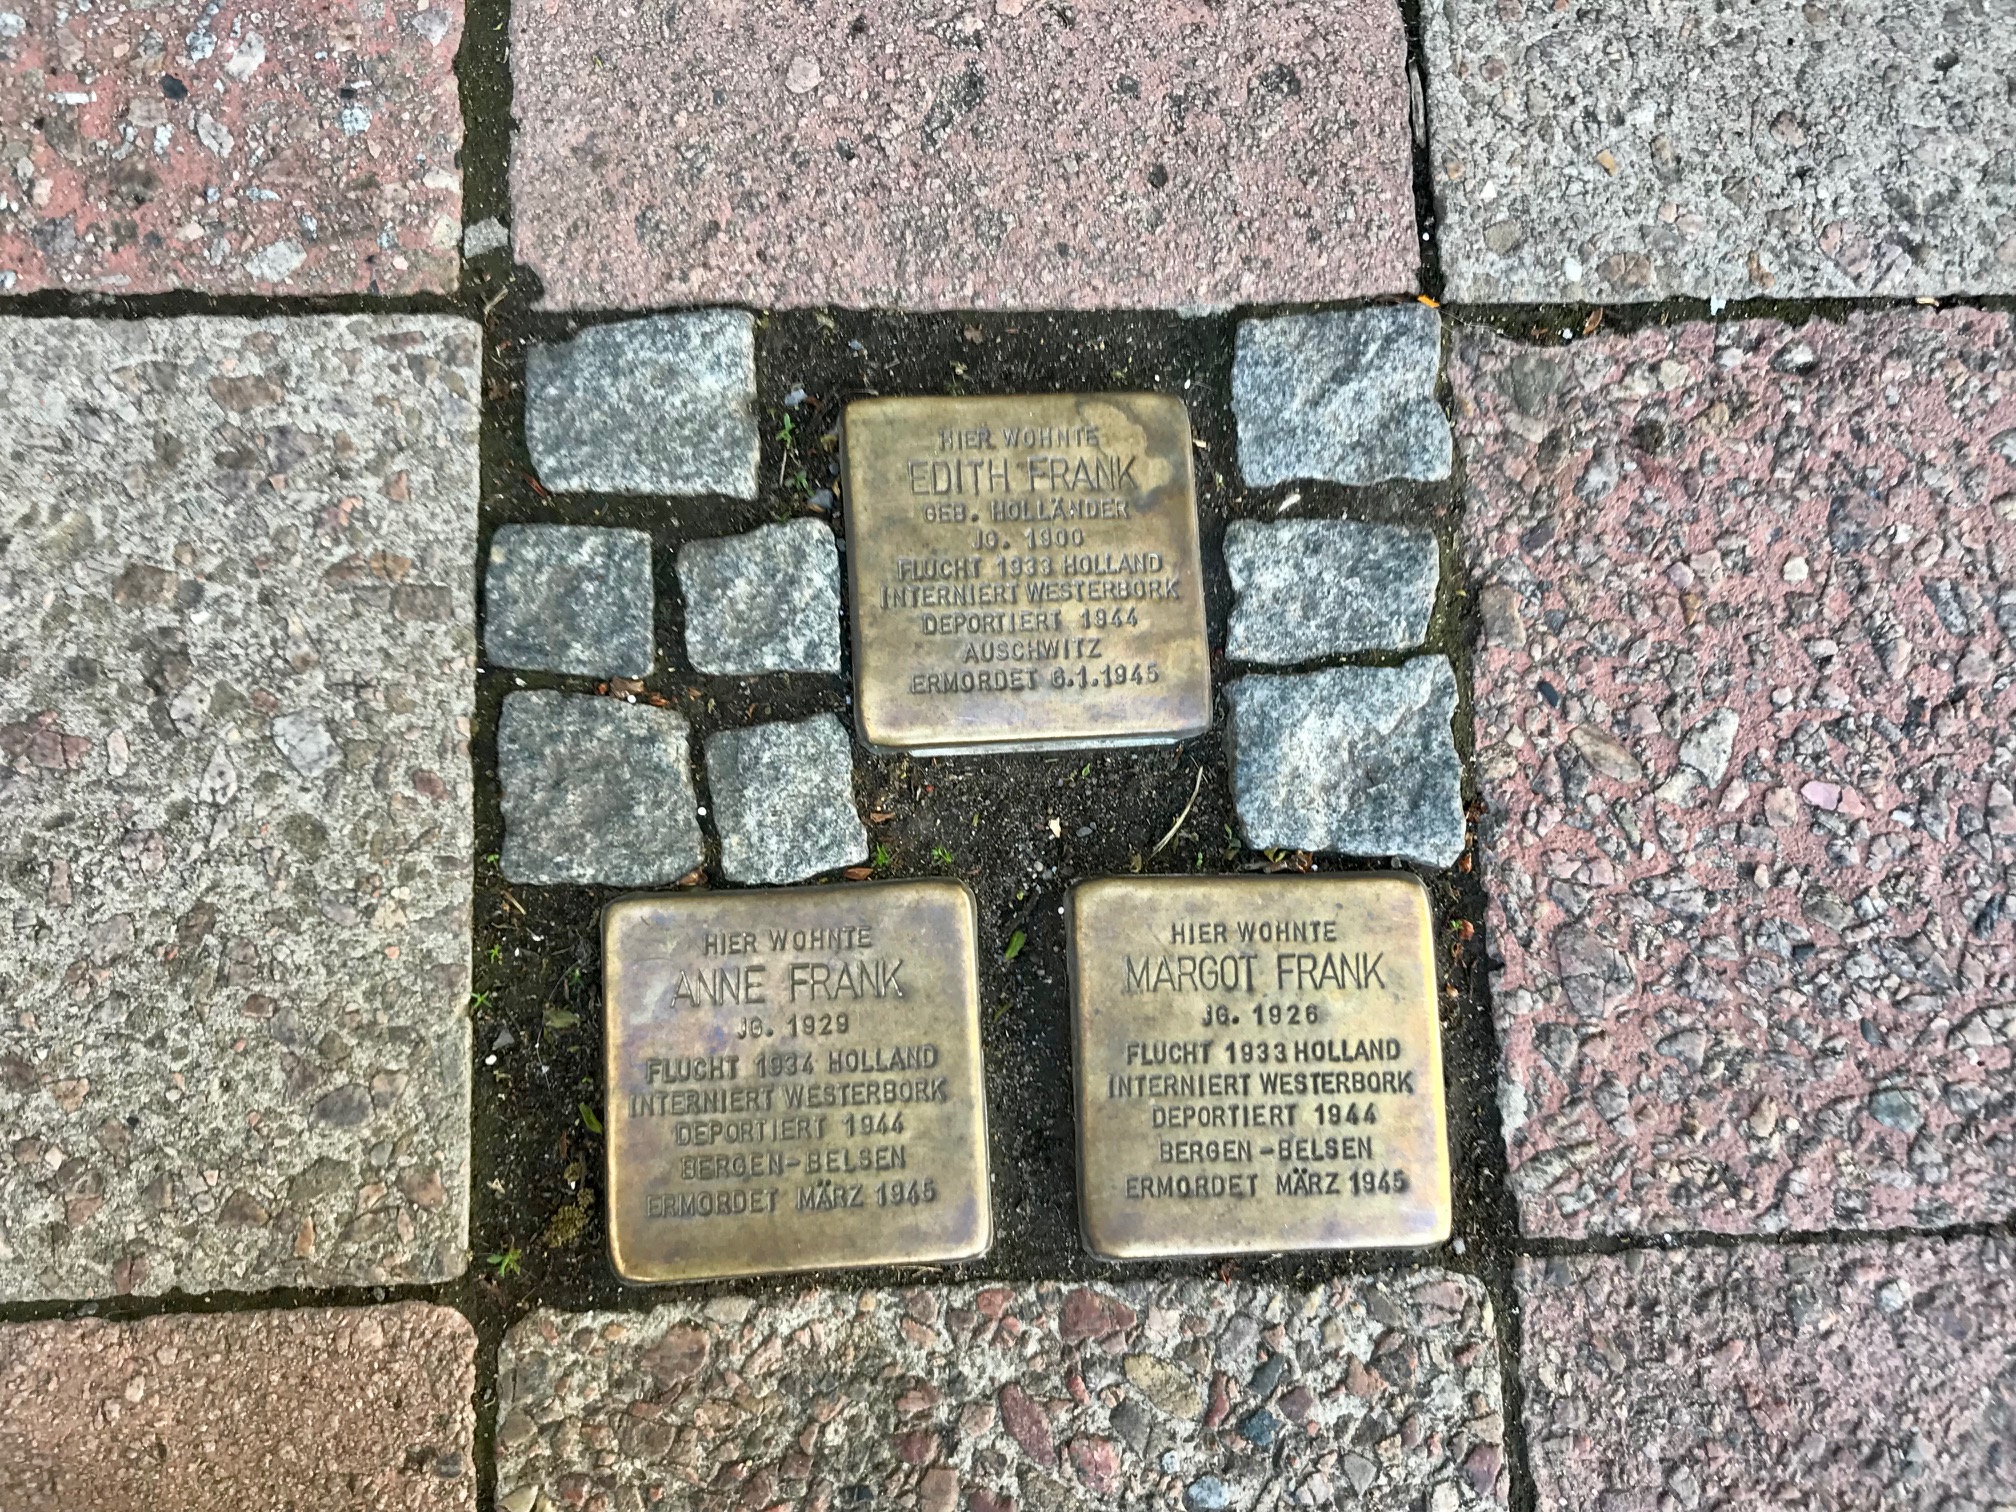 HIER WOHNTE
EDITH FRANK
GEB. HOLLÄNDER
JG. 1900
FLUCHT 1933 HOLLAND
INTERNIERT WESTERBORK
DEPORTIERT 1944
AUSCHWITZ
ERMORDET 6.1.1945
HIER WOHNTE
ANNE FRANK
JG. 1929
FLUCHT 1934 HOLLAND
INTERNIERT WESTERBORK
DEPORTIERT 1944
BERGEN-BELSEN
ERMORDET MÄRZ 1945
HIER WOHNTE
MARGOT FRANK
JG. 1926
FLUCHT 1933 HOLLAND
INTERNIERT WESTERBORK
DEPORTIERT 1944
BERGEN-BELSEN
ERMORDET MÄRZ 1945